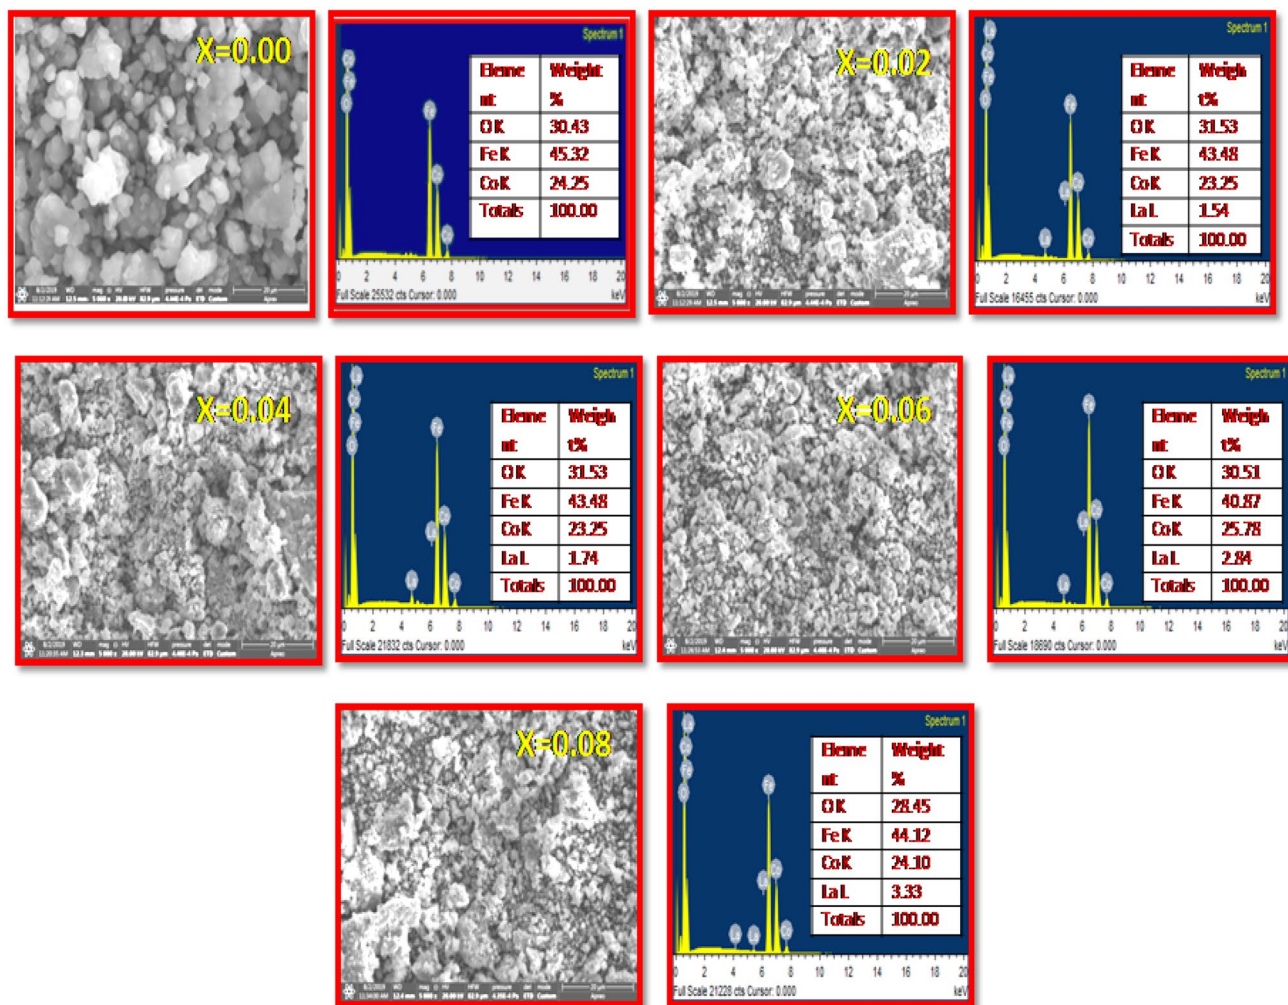 X=0.00
Spectrum 1
Eleme
nt
Weight
%
O K 30.43
Fe K 45.32
Co K 24.25
Totals 100.00
0 2 4 6 8 10 12 14 16 18 20
Full Scale 25532 cts Cursor: 0.000 keV
X=0.02
Spectrum 1
Eleme
nt
Weigh
t%
O K 31.53
Fe K 43.48
Co K 23.25
La L 1.54
Totals 100.00
0 2 4 6 8 10 12 14 16 18 20
Full Scale 16455 cts Cursor: 0.000 keV
X=0.04
Spectrum 1
Eleme
nt
Weigh
t%
O K 31.53
Fe K 43.48
Co K 23.25
La L 1.74
Totals 100.00
0 2 4 6 8 10 12 14 16 18 20
Full Scale 21832 cts Cursor: 0.000 keV
X=0.06
Spectrum 1
Eleme
nt
Weigh
t%
O K 30.51
Fe K 40.87
Co K 25.78
La L 2.84
Totals 100.00
0 2 4 6 8 10 12 14 16 18 20
Full Scale 18690 cts Cursor: 0.000 keV
X=0.08
Spectrum 1
Eleme
nt
Weight
%
O K 28.45
Fe K 44.12
Co K 24.10
La L 3.33
Totals 100.00
0 2 4 6 8 10 12 14 16 18 20
Full Scale 21228 cts Cursor: 0.000 keV